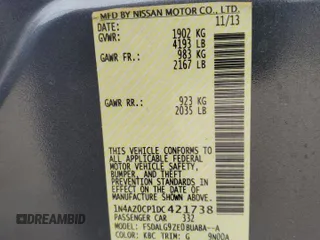 MFD BY NISSAN MOTOR CO., LTD.
DATE: 11/13
GVWR: 1902 KG
4193 LB
GAWR FR: 983 KG
2167 LB
GAWR RR: 923 KG
2035 LB
THIS VEHICLE CONFORMS TO ALL
APPLICABLE U.S. FEDERAL
MOTOR VEHICLE SAFETY,
BUMPER, AND THEFT
PREVENTION STANDARDS IN
EFFECT ON THE DATE OF
MANUFACTURE SHOWN ABOVE.
1N4AZ0CP1DC421738
PASSENGER CAR 332
MODEL: FSDALG9ZE0BUABA--A
COLOR: KBC TRIM: G 9N00A
© DREAMBID